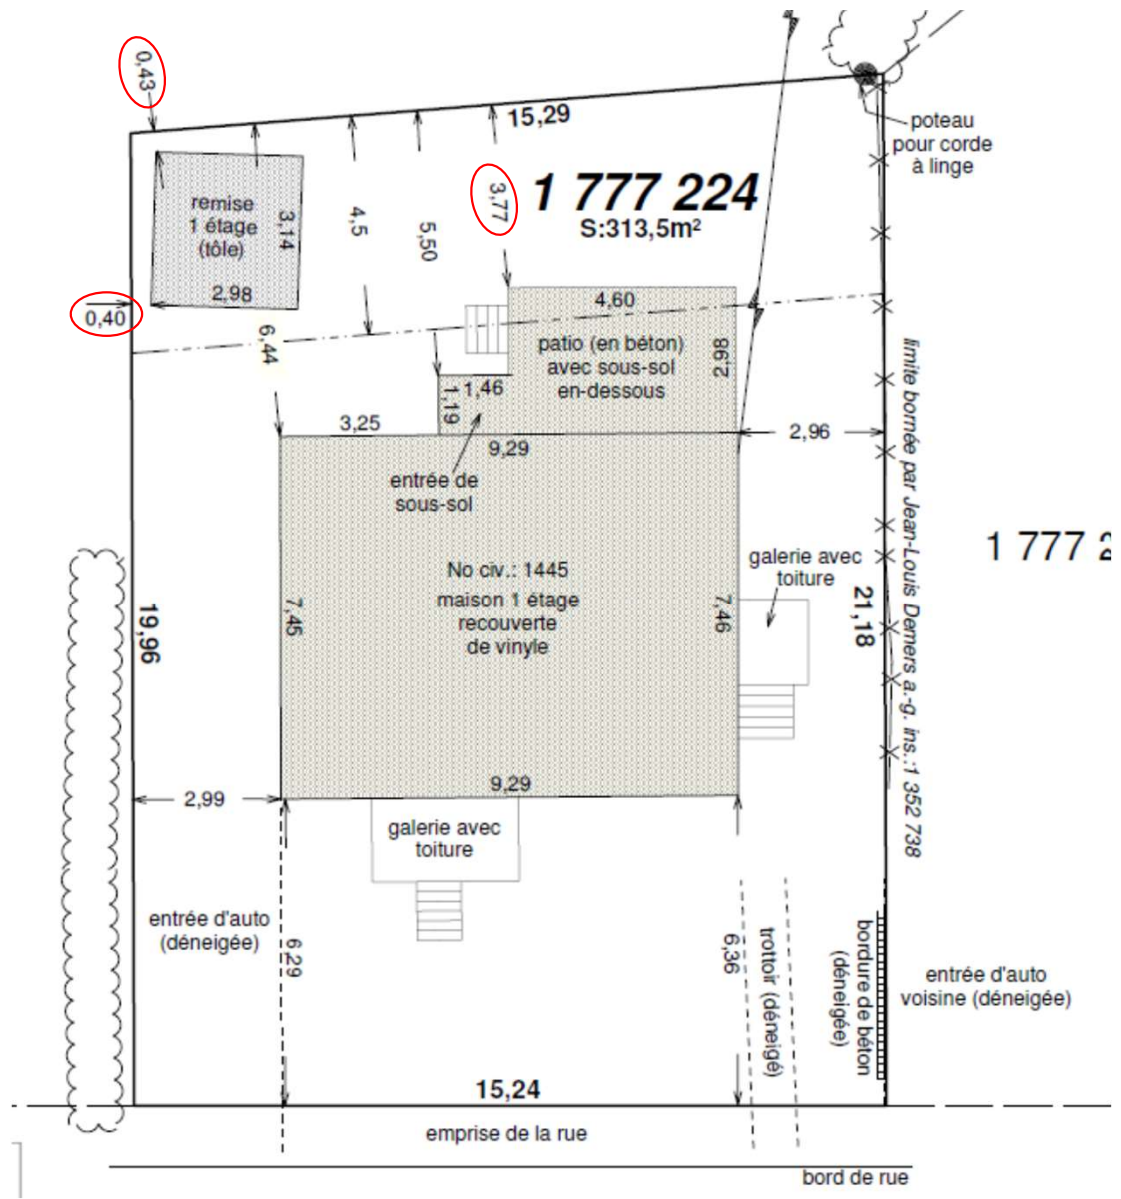 0,43
15,29
poteau
pour corde
à linge
remise
1 étage
(tôle)
3,14
2,98
4,5
5,50
3,77
1 777 224
S:313,5m²
0,40
6,44
4,60
patio (en béton)
avec sous-sol
en-dessous
2,98
1,46
1,19
3,25
9,29
2,96
entrée de
sous-sol
limite bornée par Jean-Louis Demers a.-g. ins.:1 352 738
1 777 2
No civ.: 1445
maison 1 étage
recouverte
de vinyle
galerie avec
toiture
7,45
7,46
19,96
21,18
9,29
2,99
galerie avec
toiture
entrée d'auto
(déneigée)
6,29
6,36
trottoir (déneigé)
bordure de béton
(déneigée)
entrée d'auto
voisine (déneigée)
15,24
emprise de la rue
bord de rue